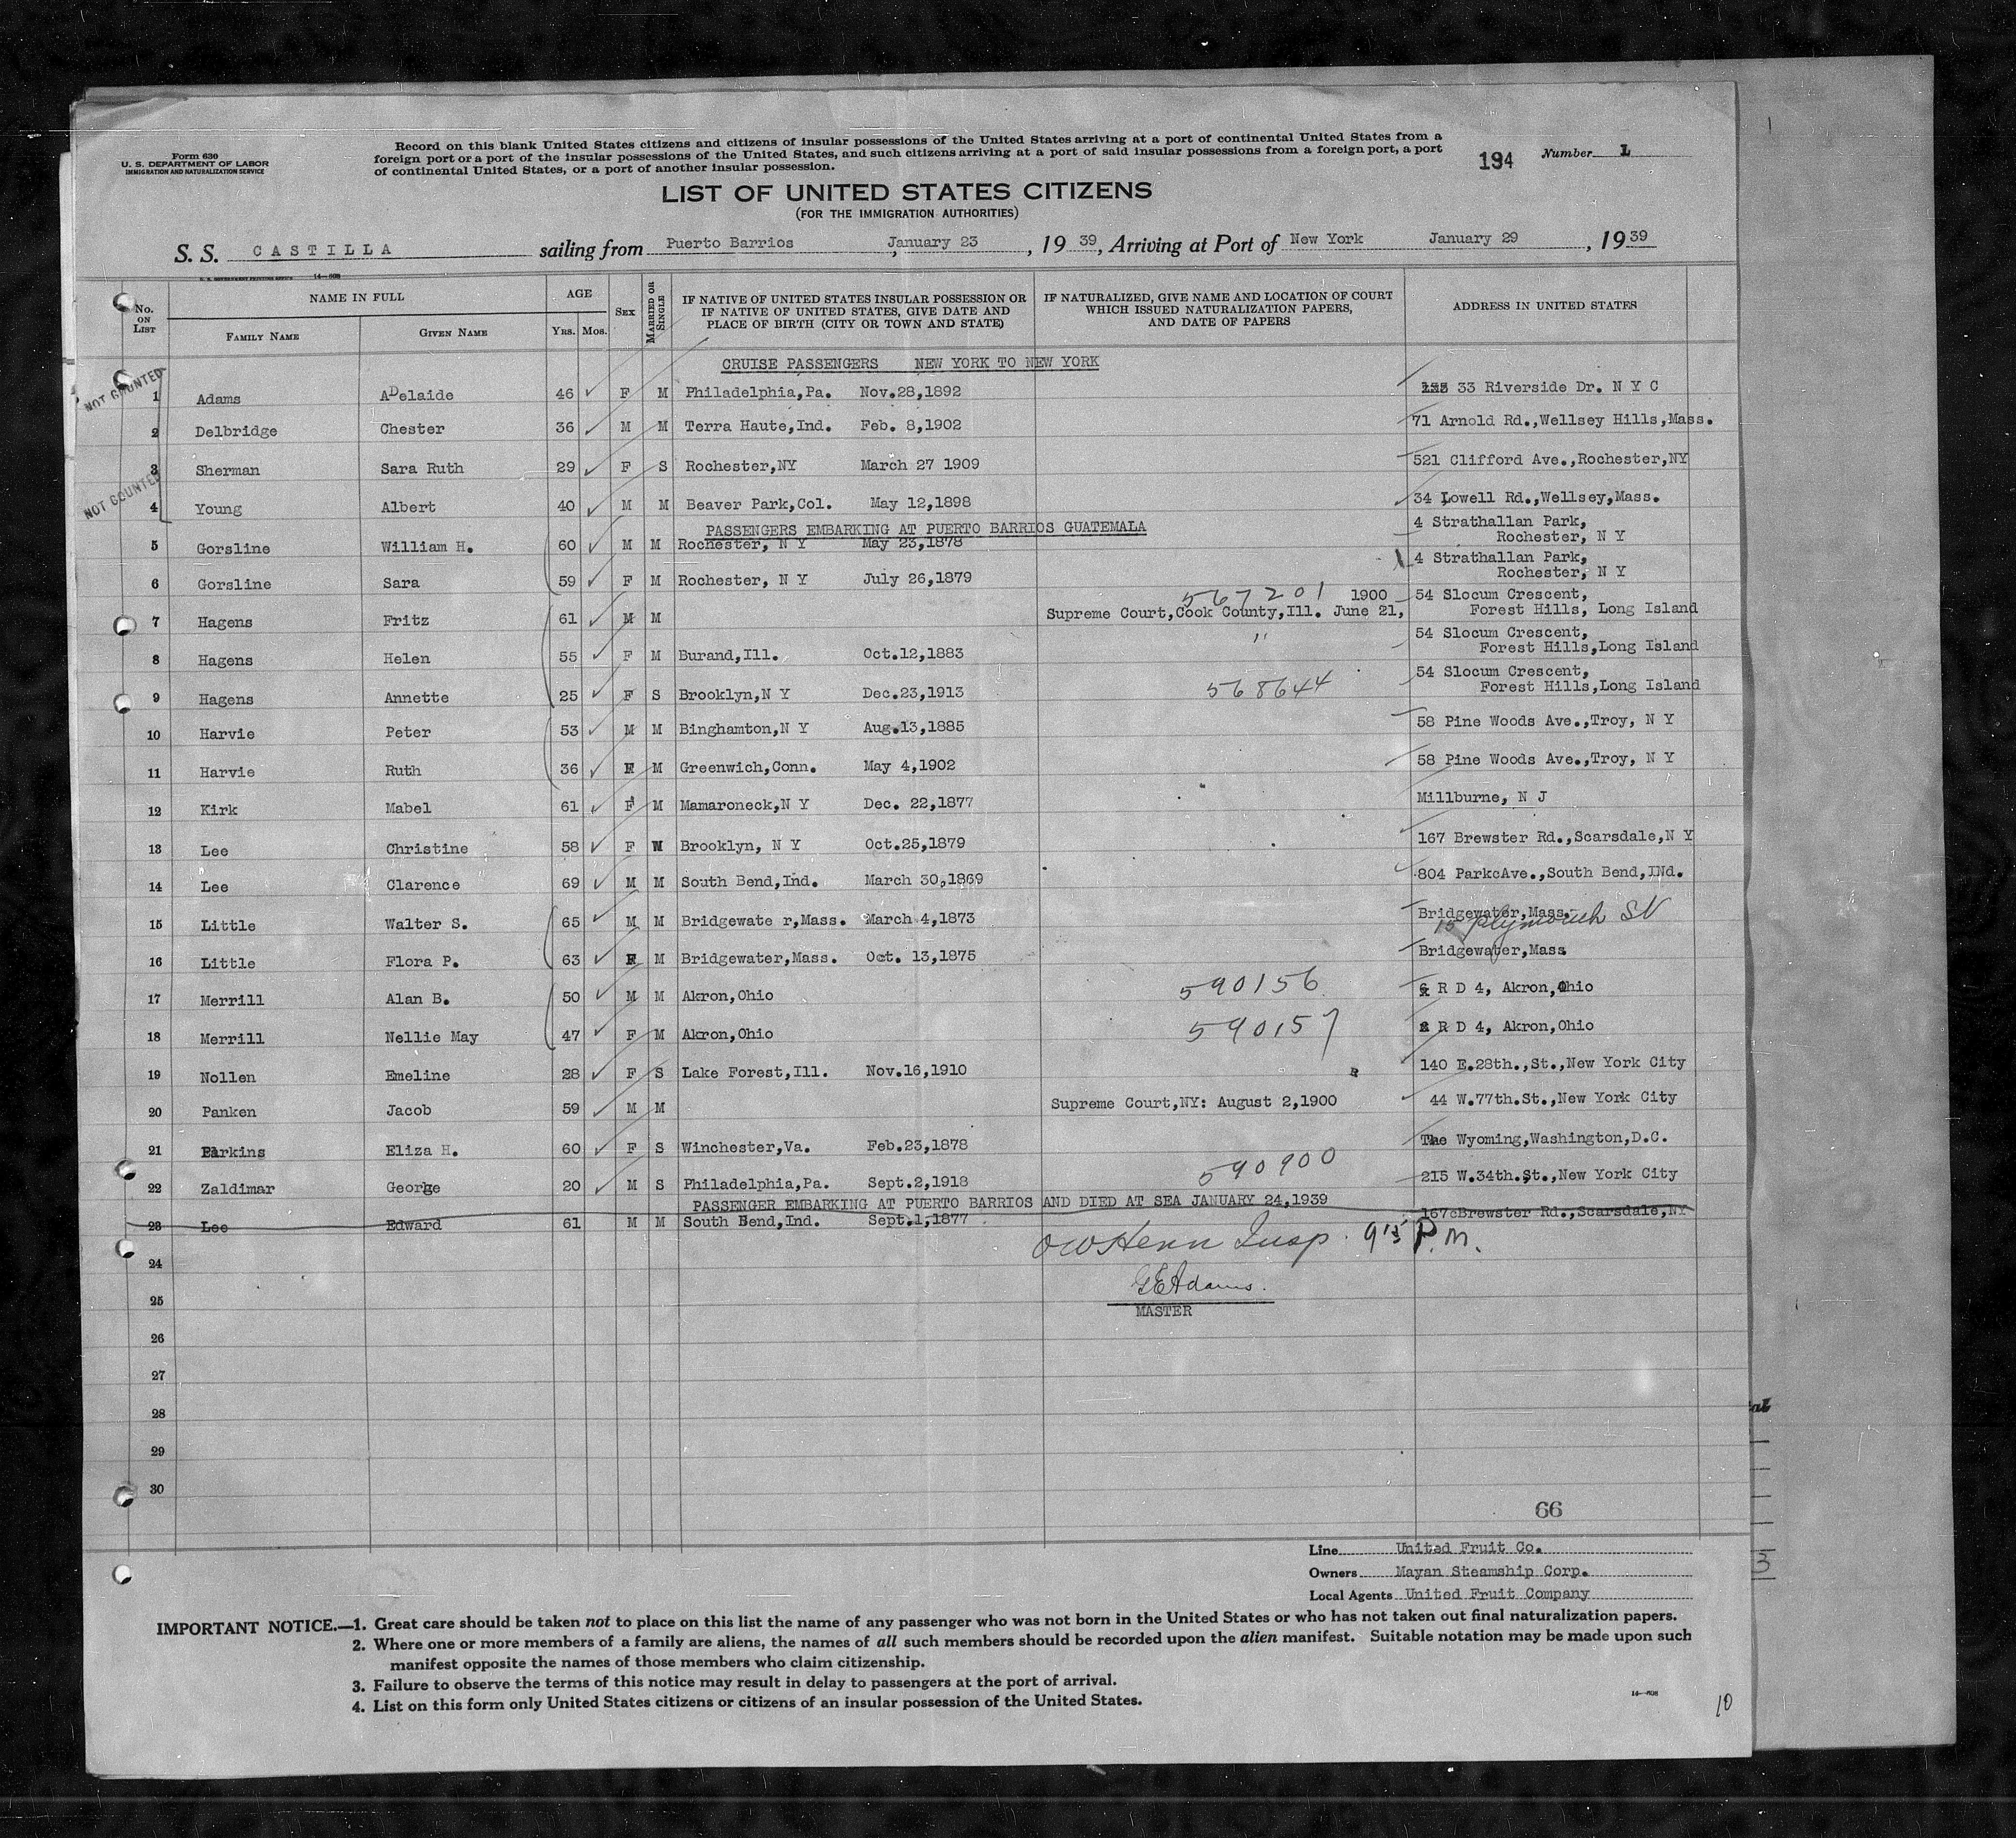 Form 630
U. S. DEPARTMENT OF LABOR
IMMIGRATION AND NATURALIZATION SERVICE
Record on this blank United States citizens and citizens of insular possessions of the United States arriving at a port of continental United States from a
foreign port or a port of the insular possessions of the United States, and such citizens arriving at a port of said insular possessions from a foreign port, a port
of continental United States, or a port of another insular possession.
194 Number 1
LIST OF UNITED STATES CITIZENS
(FOR THE IMMIGRATION AUTHORITIES)
S. S. CASTILLA sailing from Puerto Barrios, January 23, 1939, Arriving at Port of New York January 29, 1939
No. ON LIST
NAME IN FULL
FAMILY NAME
GIVEN NAME
AGE
YRS. MOS.
SEX
MARRIED OR SINGLE
IF NATIVE OF UNITED STATES INSULAR POSSESSION OR
IF NATIVE OF UNITED STATES, GIVE DATE AND
PLACE OF BIRTH (CITY OR TOWN AND STATE)
IF NATURALIZED, GIVE NAME AND LOCATION OF COURT
WHICH ISSUED NATURALIZATION PAPERS,
AND DATE OF PAPERS
ADDRESS IN UNITED STATES
CRUISE PASSENGERS NEW YORK TO NEW YORK
NOT COUNTED
1 Adams ADelaide 46 F M Philadelphia,Pa. Nov.28,1892 33 Riverside Dr. N Y C
2 Delbridge Chester 36 M M Terra Haute,Ind. Feb. 8,1902 71 Arnold Rd.,Wellsey Hills,Mass.
3 Sherman Sara Ruth 29 F S Rochester,NY March 27 1909 521 Clifford Ave.,Rochester,NY
NOT COUNTED
4 Young Albert 40 M M Beaver Park,Col. May 12,1898 34 Lowell Rd.,Wellsey,Mass.
PASSENGERS EMBARKING AT PUERTO BARRIOS GUATEMALA
5 Gorsline William H. 60 M M Rochester, N Y May 23,1878 4 Strathallan Park,
Rochester, N Y
6 Gorsline Sara 59 F M Rochester, N Y July 26,1879 4 Strathallan Park,
Rochester, N Y
567201 1900
7 Hagens Fritz 61 M M Supreme Court,Cook County,Ill. June 21, 54 Slocum Crescent,
Forest Hills, Long Island
8 Hagens Helen 55 F M Burand,Ill. Oct.12,1883 " 54 Slocum Crescent,
Forest Hills,Long Island
9 Hagens Annette 25 F S Brooklyn,N Y Dec.23,1913 568644 54 Slocum Crescent,
Forest Hills,Long Island
10 Harvie Peter 53 M M Binghamton,N Y Aug.13,1885 58 Pine Woods Ave.,Troy, N Y
11 Harvie Ruth 36 F M Greenwich,Conn. May 4,1902 58 Pine Woods Ave.,Troy, N Y
12 Kirk Mabel 61 F M Mamaroneck,N Y Dec. 22,1877 Millburne, N J
13 Lee Christine 58 F W Brooklyn, N Y Oct.25,1879 167 Brewster Rd.,Scarsdale,N Y
14 Lee Clarence 69 M M South Bend,Ind. March 30,1869 804 ParkcAve.,South Bend,INd.
15 Little Walter S. 65 M M Bridgewate r,Mass. March 4,1873 Bridgewater,Mass.
15 Plymouth St
16 Little Flora P. 63 F M Bridgewater,Mass. Oct. 13,1875 Bridgewater,Mass
17 Merrill Alan B. 50 M M Akron,Ohio 590156 R D 4, Akron,Ohio
18 Merrill Nellie May 47 F M Akron,Ohio 590157 R D 4, Akron,Ohio
19 Nollen Emeline 28 F S Lake Forest,Ill. Nov.16,1910 140 E.28th.,St.,New York City
20 Panken Jacob 59 M M Supreme Court,NY: August 2,1900 44 W.77th.St.,New York City
21 Parkins Eliza H. 60 F S Winchester,Va. Feb.23,1878 The Wyoming,Washington,D.C.
22 Zaldimar George 20 M S Philadelphia,Pa. Sept.2,1918 590900 215 W.34th.St.,New York City
PASSENGER EMBARKING AT PUERTO BARRIOS AND DIED AT SEA JANUARY 24,1939
23 Lee Edward 61 M M South Bend,Ind. Sept.1,1877 167cBrewster Rd.,Scarsdale,NY
OW Henn Insp. 9 15 P.M.
24
GEAdams.
25
MASTER
26
27
28
29
30
66
Line United Fruit Co.
Owners Mayan Steamship Corp.
Local Agents United Fruit Company
IMPORTANT NOTICE.—1. Great care should be taken not to place on this list the name of any passenger who was not born in the United States or who has not taken out final naturalization papers.
2. Where one or more members of a family are aliens, the names of all such members should be recorded upon the alien manifest. Suitable notation may be made upon such
manifest opposite the names of those members who claim citizenship.
3. Failure to observe the terms of this notice may result in delay to passengers at the port of arrival.
4. List on this form only United States citizens or citizens of an insular possession of the United States.
10